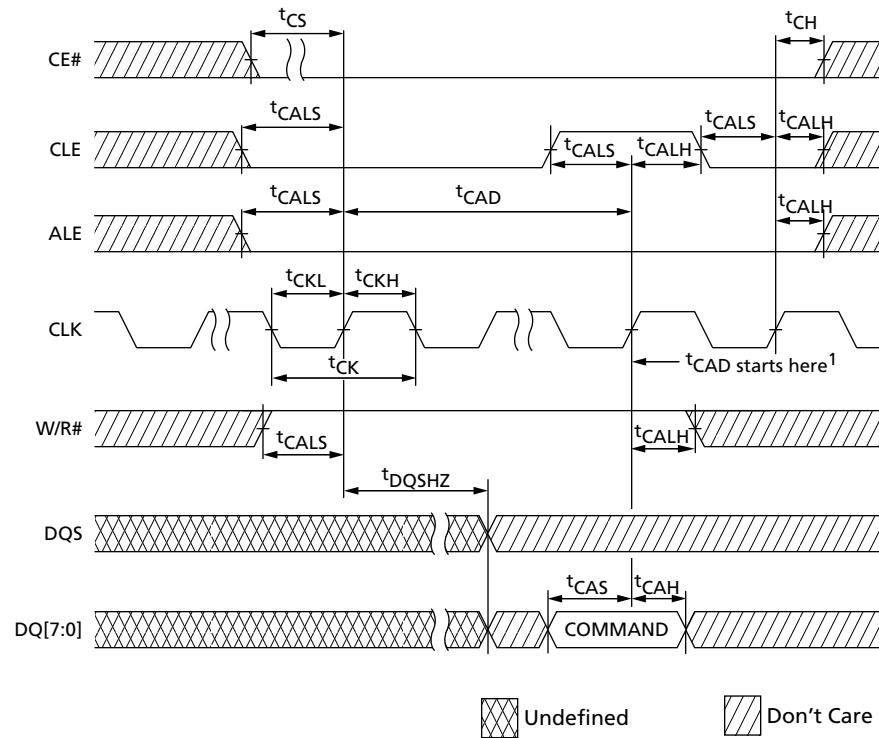 tCS
tCH
CE#
tCALS
tCALS
tCALH
CLE
tCALS
tCALH
tCALS
tCAD
tCALH
ALE
tCKL
tCKH
CLK
tCK
tCAD starts here1
W/R#
tCALS
tCALH
tDQSHZ
DQS
tCAS
tCAH
DQ[7:0]
COMMAND
Undefined
Don't Care